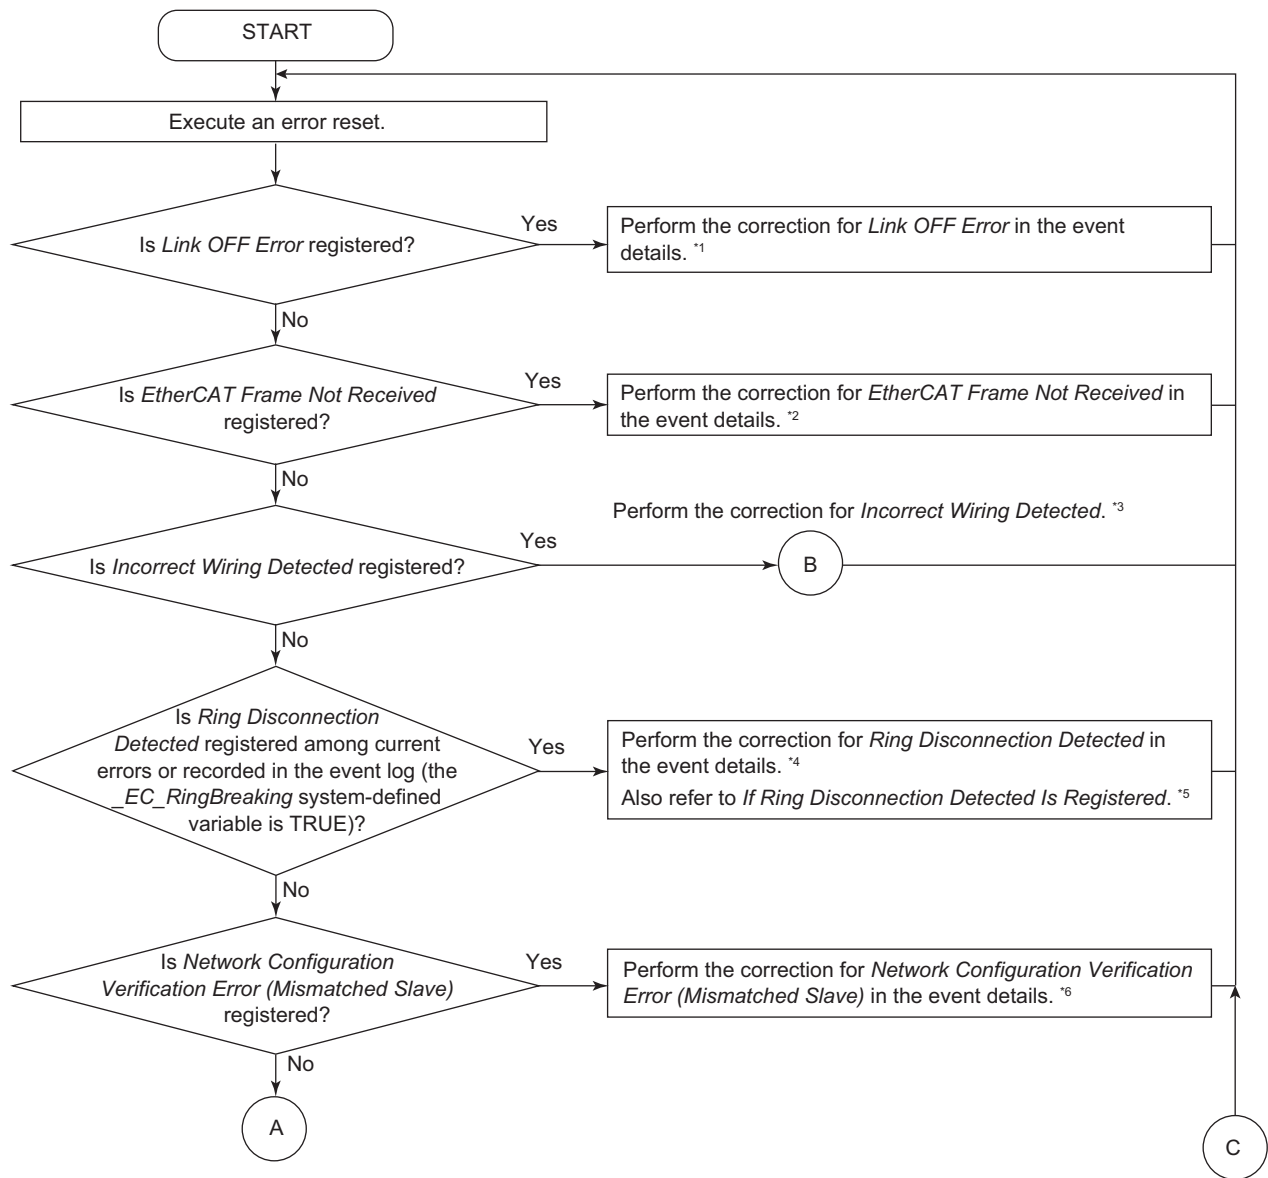 START
Execute an error reset.
Is Link OFF Error registered?
Yes
Perform the correction for Link OFF Error in the event
details. *1
No
Is EtherCAT Frame Not Received
registered?
Yes
Perform the correction for EtherCAT Frame Not Received in
the event details. *2
No
Perform the correction for Incorrect Wiring Detected. *3
Is Incorrect Wiring Detected registered?
Yes
B
No
Is Ring Disconnection
Detected registered among current
errors or recorded in the event log (the
_EC_RingBreaking system-defined
variable is TRUE)?
Yes
Perform the correction for Ring Disconnection Detected in
the event details. *4
Also refer to If Ring Disconnection Detected Is Registered. *5
No
Is Network Configuration
Verification Error (Mismatched Slave)
registered?
Yes
Perform the correction for Network Configuration Verification
Error (Mismatched Slave) in the event details. *6
No
A
C